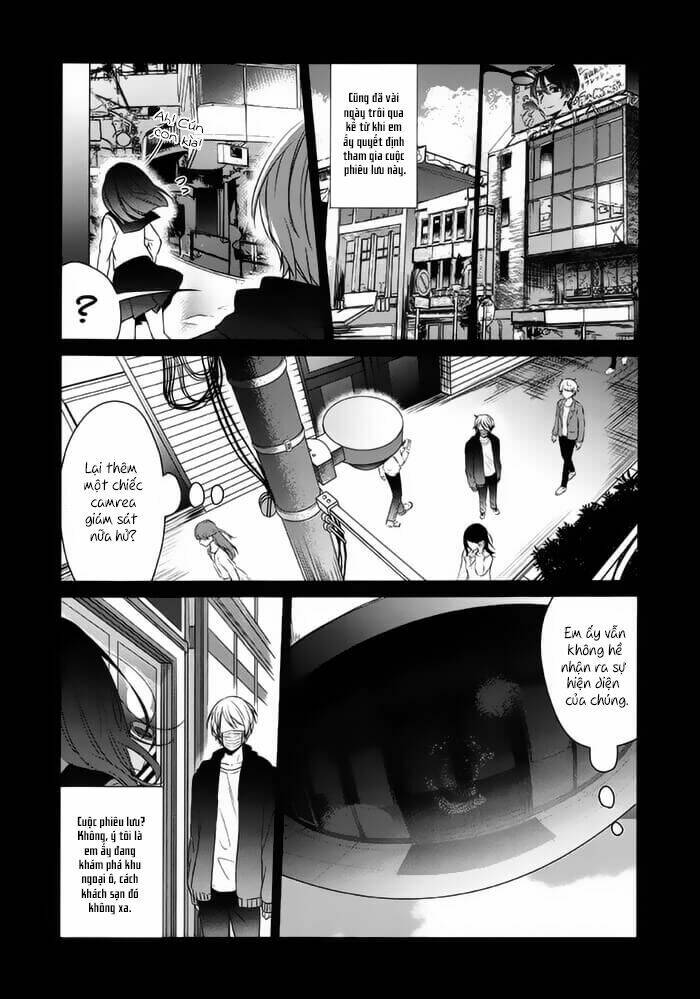 Cũng đã vài
ngày trôi qua
kể từ khi em
ấy quyết định
tham gia cuộc
phiêu lưu này.
Ah! Cún
con kìa!
?
Lại thêm
một chiếc
camrea
giám sát
nữa hử?
Em ấy vẫn
không hề
nhận ra sự
hiện diện
của chúng.
Cuộc phiêu lưu?
Không, ý tôi là
em ấy đang
khám phá khu
ngoại ô, cách
khách sạn đó
không xa.